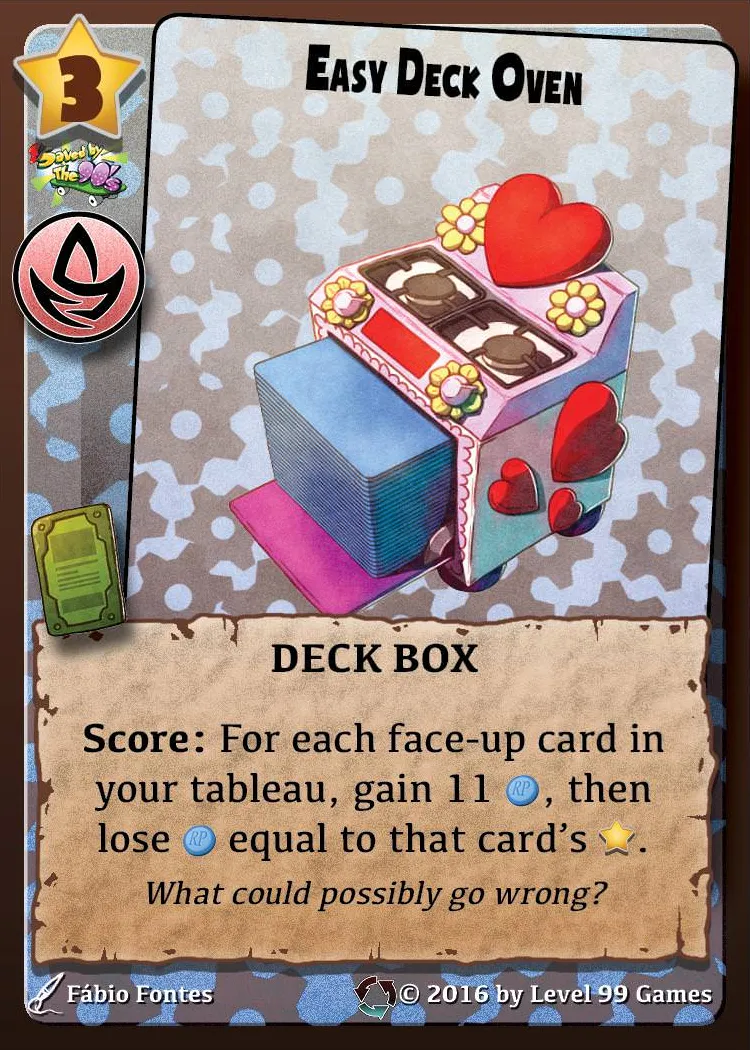 3
EASY DECK OVEN
Saved by
The 90's
DECK BOX
Score: For each face-up card in
your tableau, gain 11 RP, then
lose RP equal to that card's ⭐.
What could possibly go wrong?
Fábio Fontes
© 2016 by Level 99 Games